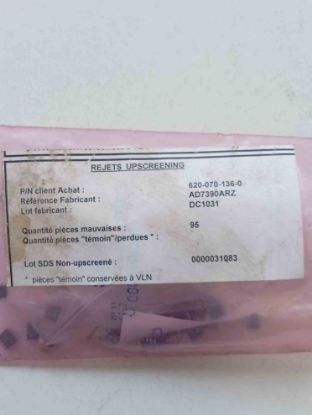 REJETS UPSCREENING
P/N client Achat : 620-070-136-0
Référence Fabricant : AD7390ARZ
Lot fabricant : DC1031
Quantité pièces mauvaises : 95
Quantité pièces "témoin"/perdues * :
Lot SDS Non-upscreené : 0000031083
* pièces "témoin" conservées à VLN